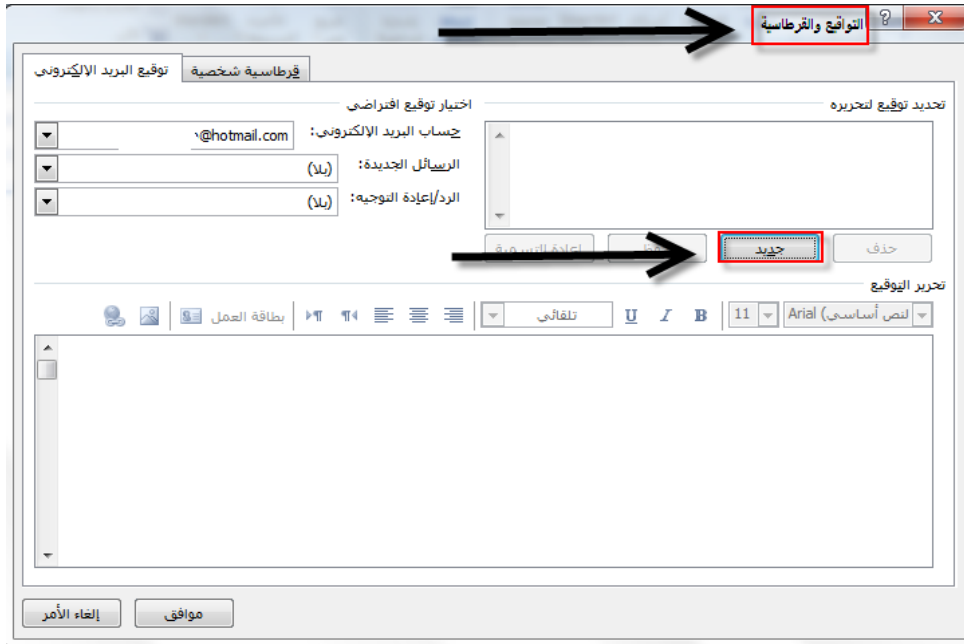 التواقيع والقرطاسية
توقيع البريد الإلكتروني
قرطاسية شخصية
تحديد توقيع لتحريره
اختيار توقيع افتراضي
حساب البريد الإلكتروني: @hotmail.com
الرسائل الجديدة: (بلا)
الرد/إعادة التوجيه: (بلا)
حذف جديد إعادة التسمية
تحرير التوقيع
لنص أساسي) Arial 11 B I U تلقائي بطاقة العمل
موافق إلغاء الأمر